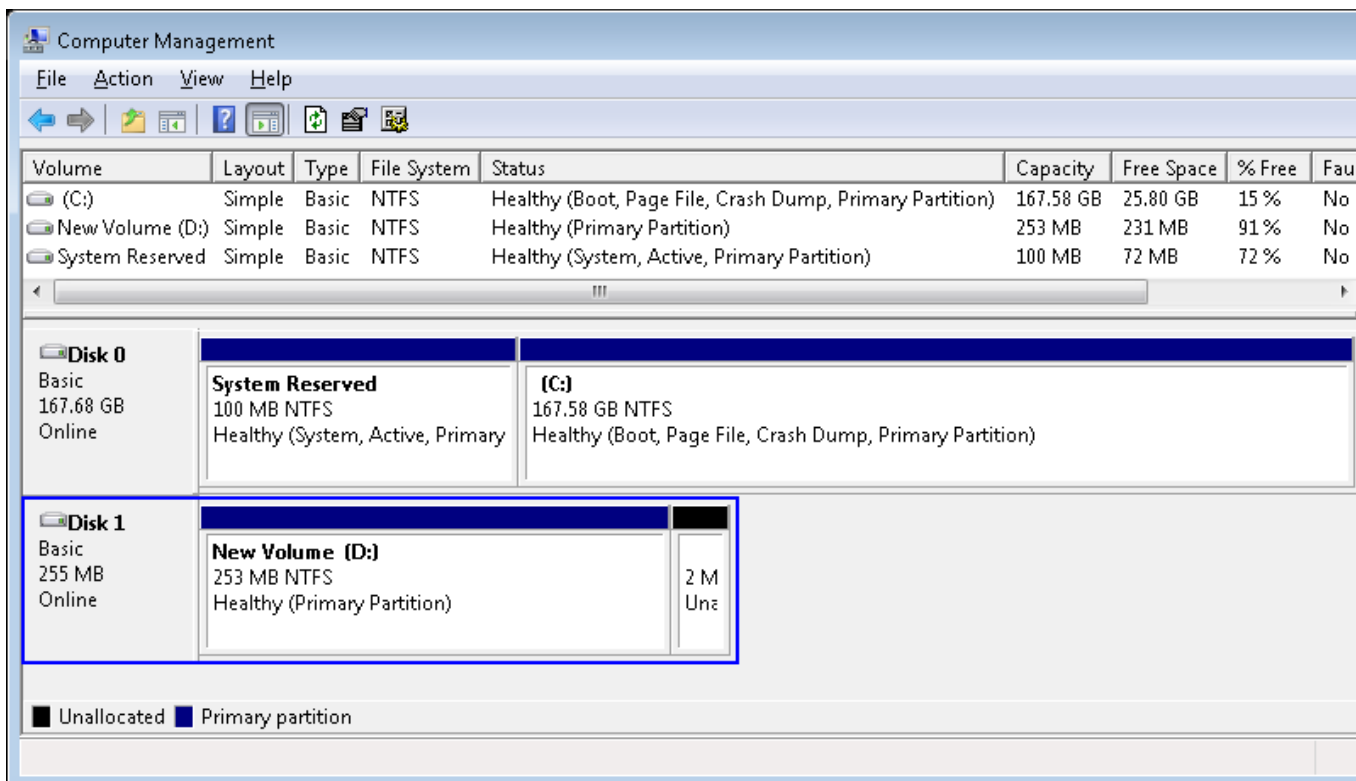 Computer Management
File Action View Help
Volume Layout Type File System Status Capacity Free Space % Free Fau
(C:) Simple Basic NTFS Healthy (Boot, Page File, Crash Dump, Primary Partition) 167.58 GB 25.80 GB 15 % No
New Volume (D:) Simple Basic NTFS Healthy (Primary Partition) 253 MB 231 MB 91 % No
System Reserved Simple Basic NTFS Healthy (System, Active, Primary Partition) 100 MB 72 MB 72 % No
Disk 0
Basic
167.68 GB
Online
System Reserved
100 MB NTFS
Healthy (System, Active, Primary
(C:)
167.58 GB NTFS
Healthy (Boot, Page File, Crash Dump, Primary Partition)
Disk 1
Basic
255 MB
Online
New Volume (D:)
253 MB NTFS
Healthy (Primary Partition)
2 M
Una
Unallocated Primary partition